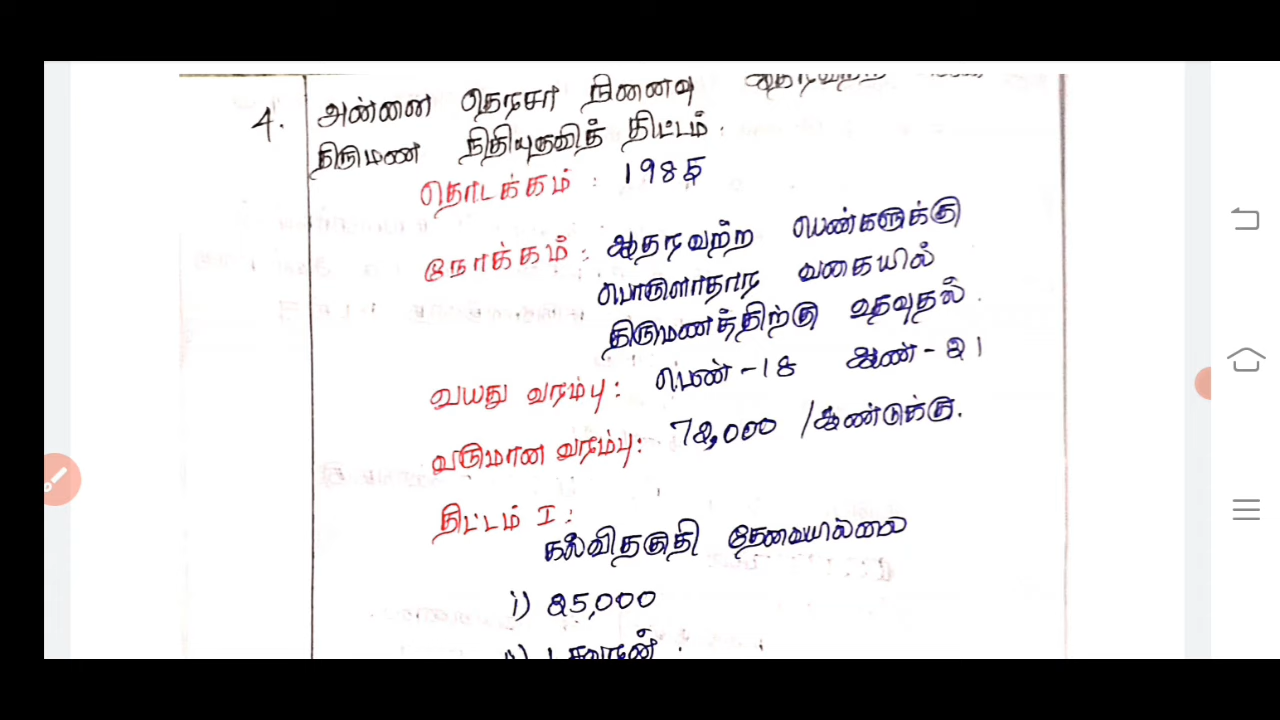 4. அன்னை தெரசா நினைவு ஆதரவற்ற பெண்
திருமண நிதியுதவித் திட்டம்.
தொடக்கம் : 1985
நோக்கம் : ஆதரவற்ற பெண்களுக்கு
பொருளாதார வகையில்
திருமணத்திற்கு உதவுதல்.
வயது வரம்பு : பெண் - 18 ஆண் - 21
வருமான வரம்பு : 72,000 /ஆண்டுக்கு.
திட்டம் I :
கல்வி தகுதி தேவையில்லை
i) 25,000